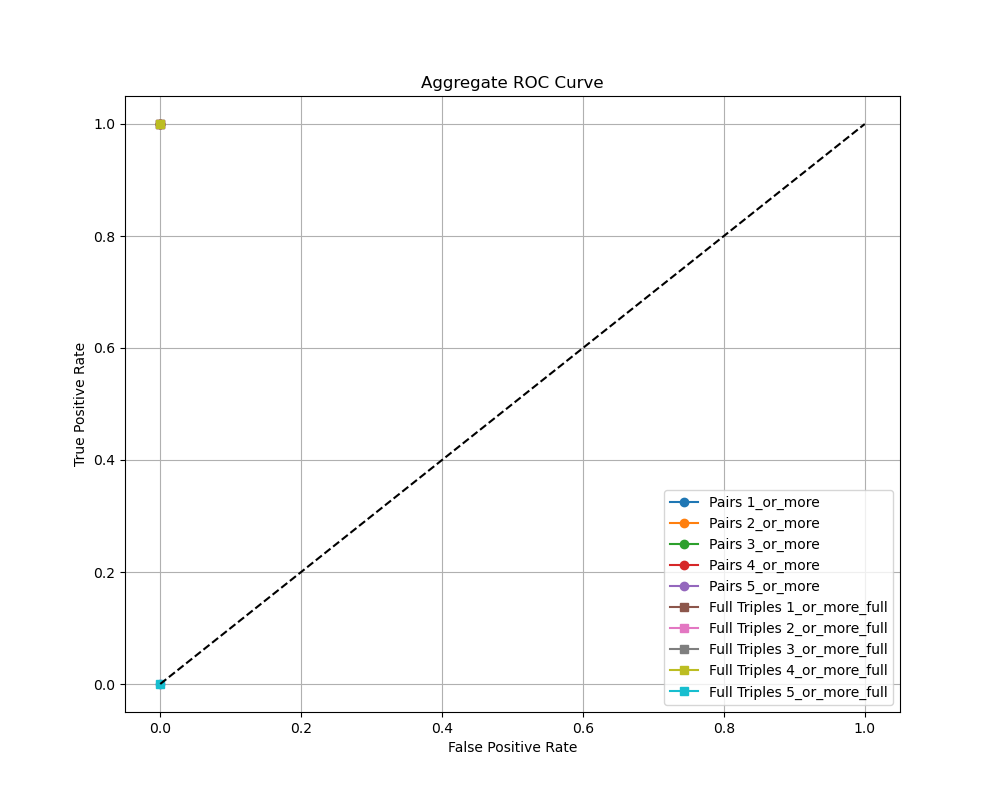 Aggregate ROC Curve
True Positive Rate
1.0
0.8
0.6
0.4
0.2
0.0
0.0 0.2 0.4 0.6 0.8 1.0
False Positive Rate
Pairs 1_or_more
Pairs 2_or_more
Pairs 3_or_more
Pairs 4_or_more
Pairs 5_or_more
Full Triples 1_or_more_full
Full Triples 2_or_more_full
Full Triples 3_or_more_full
Full Triples 4_or_more_full
Full Triples 5_or_more_full